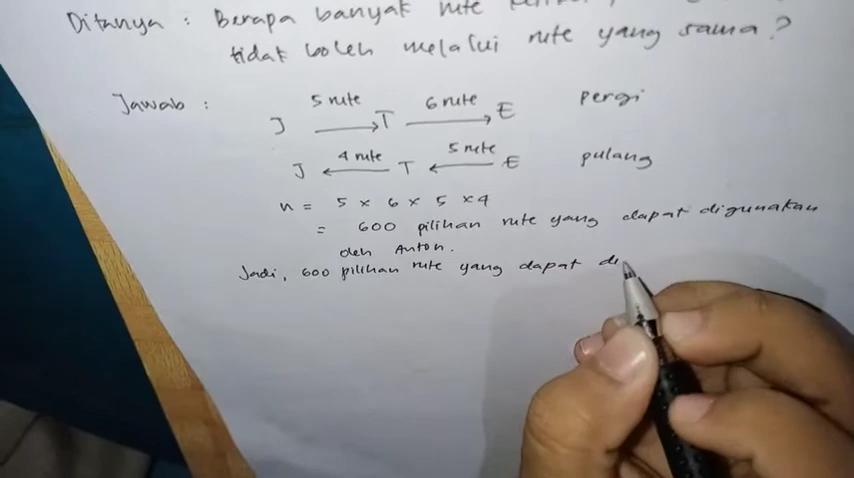 Ditanya : Berapa banyak rute
tidak boleh melalui rute yang sama ?
Jawab :
J 5 rute T 6 rute E pergi
J 4 rute T 5 rute E pulang
n = 5 x 6 x 5 x 4
= 600 pilihan rute yang dapat digunakan
oleh Anton.
Jadi, 600 pilihan rute yang dapat di